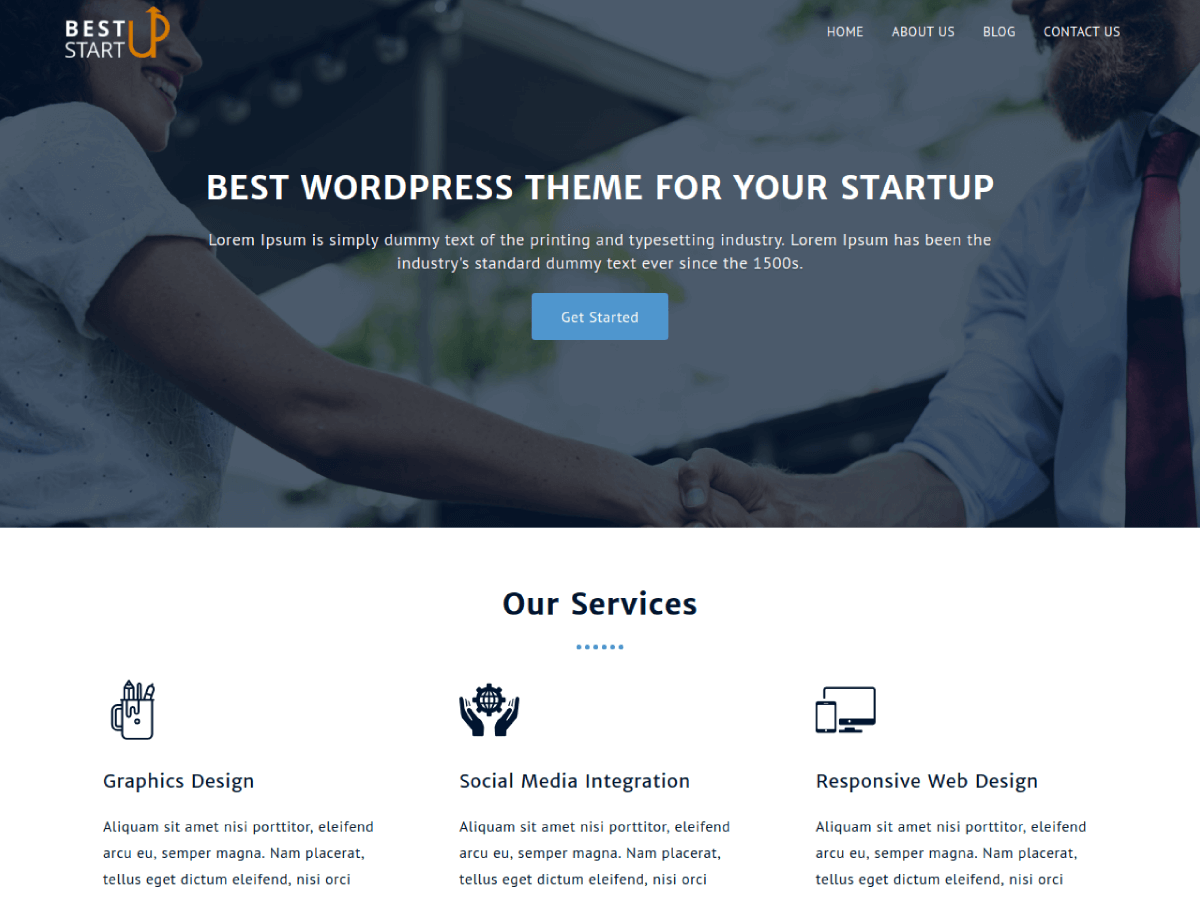 BEST
START UP
HOME ABOUT US BLOG CONTACT US
BEST WORDPRESS THEME FOR YOUR STARTUP
Lorem Ipsum is simply dummy text of the printing and typesetting industry. Lorem Ipsum has been the
industry's standard dummy text ever since the 1500s.
Get Started
Our Services
Graphics Design
Aliquam sit amet nisi porttitor, eleifend
arcu eu, semper magna. Nam placerat,
tellus eget dictum eleifend, nisi orci
Social Media Integration
Aliquam sit amet nisi porttitor, eleifend
arcu eu, semper magna. Nam placerat,
tellus eget dictum eleifend, nisi orci
Responsive Web Design
Aliquam sit amet nisi porttitor, eleifend
arcu eu, semper magna. Nam placerat,
tellus eget dictum eleifend, nisi orci